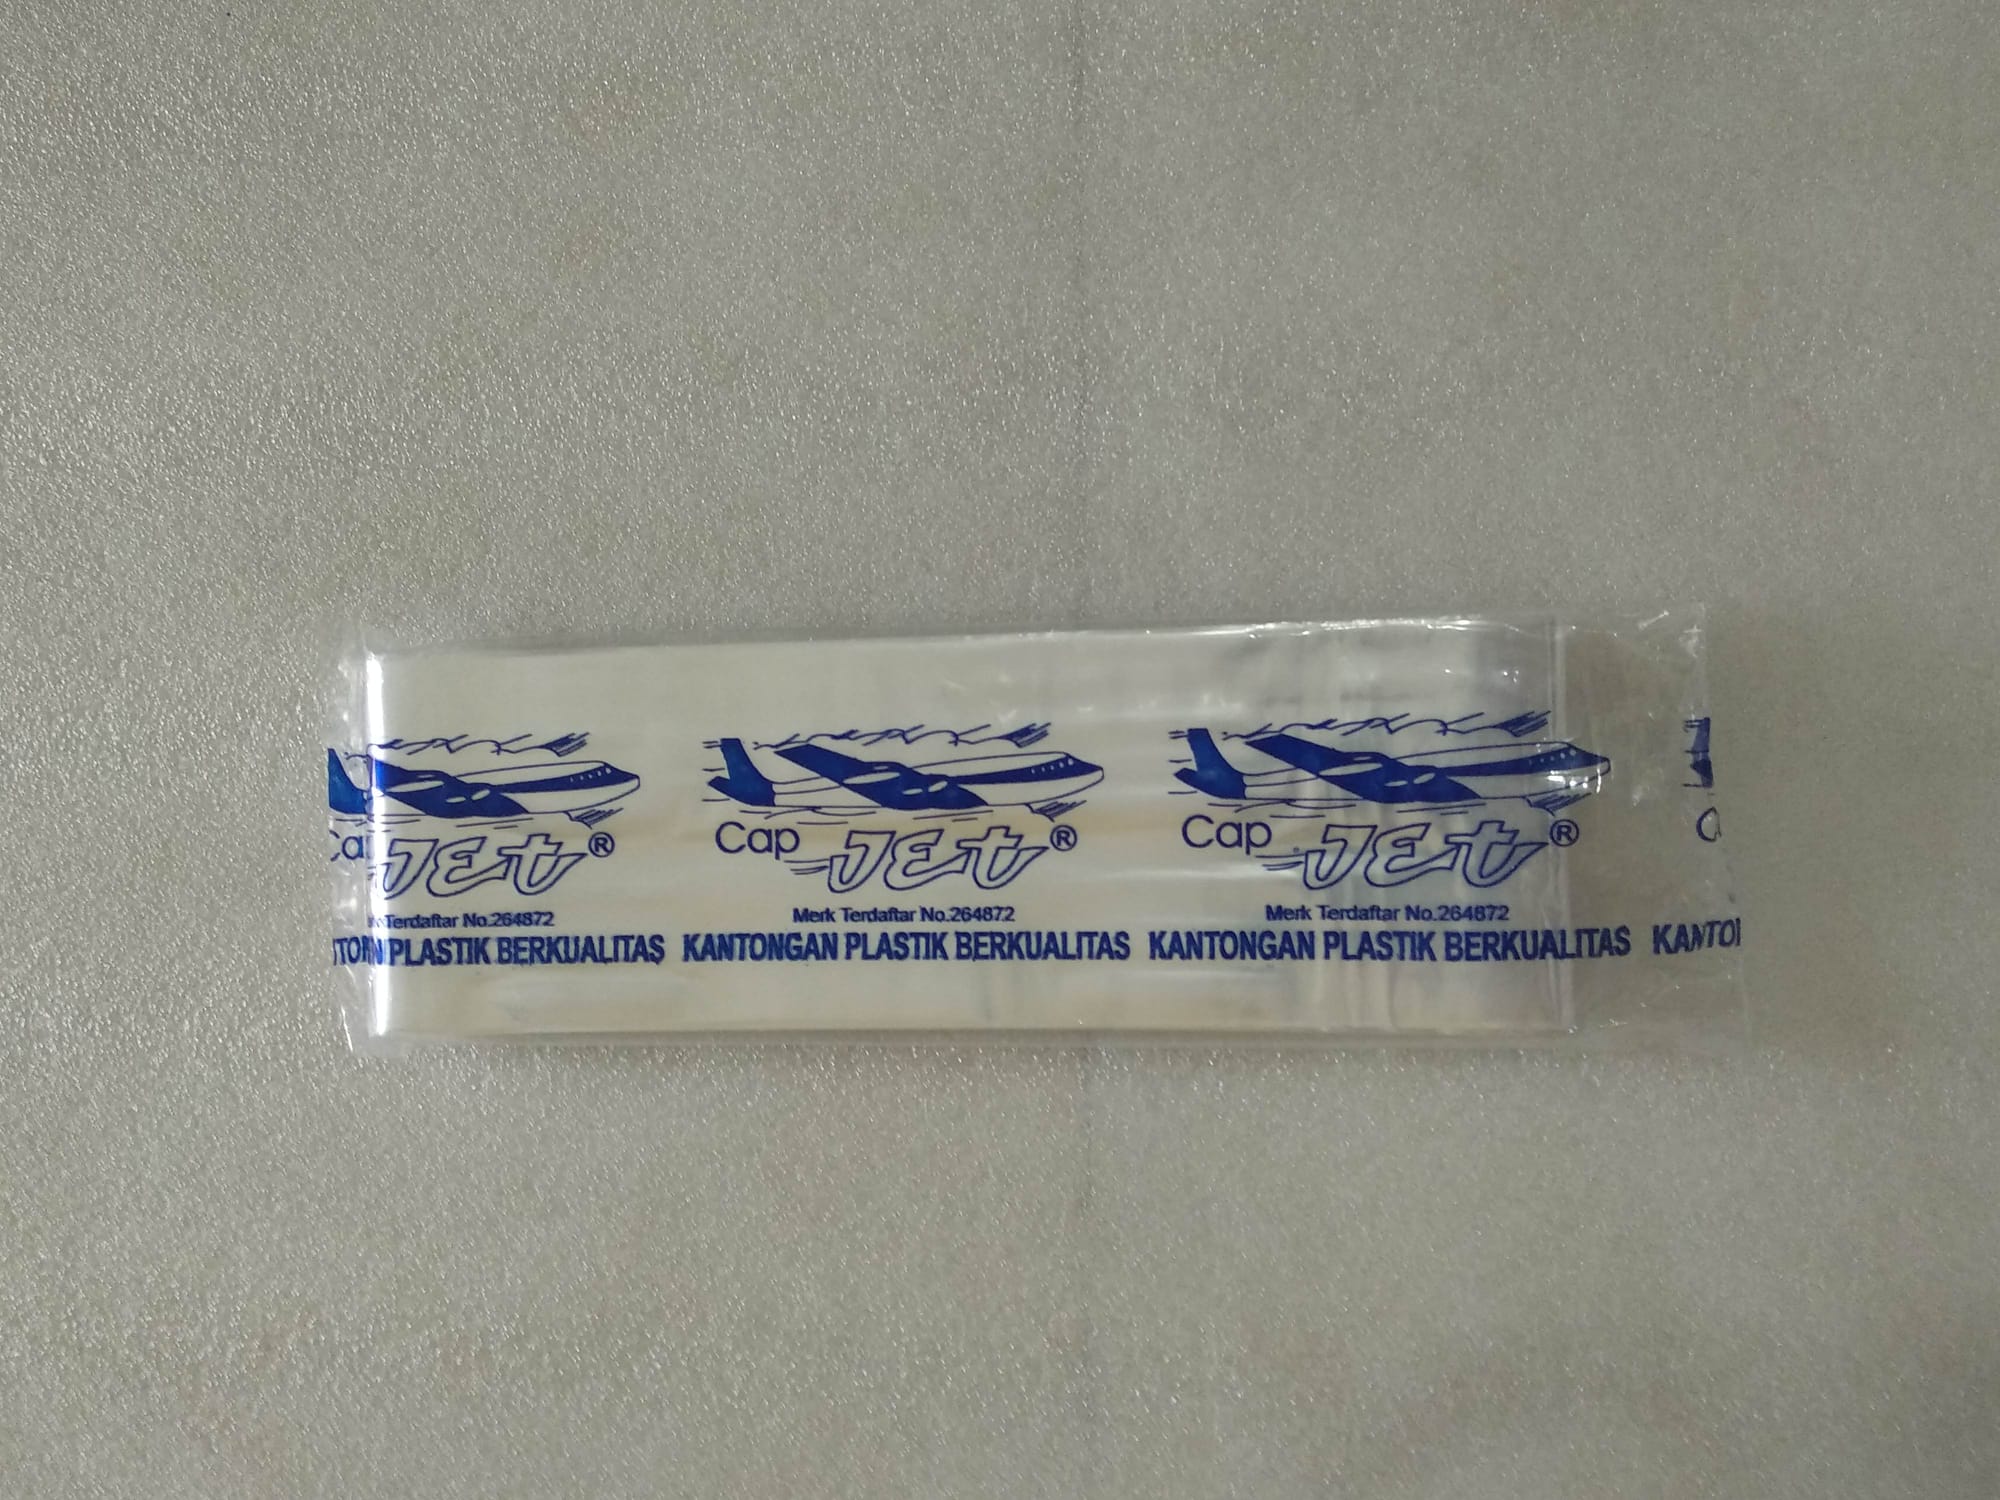 Cap JEt®
Cap JEt®
Cap JEt®
Terdaftar No.264872
Merk Terdaftar No.264872
Merk Terdaftar No.264872
PLASTIK BERKUALITAS KANTONGAN PLASTIK BERKUALITAS KANTONGAN PLASTIK BERKUALITAS KANTO